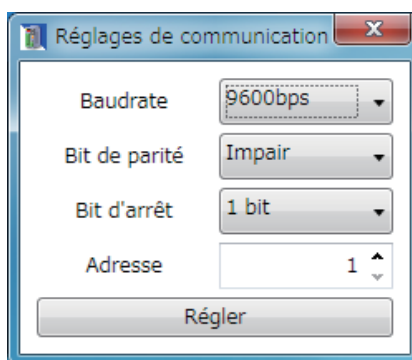 Réglages de communication
Baudrate 9600bps
Bit de parité Impair
Bit d'arrêt 1 bit
Adresse 1
Régler